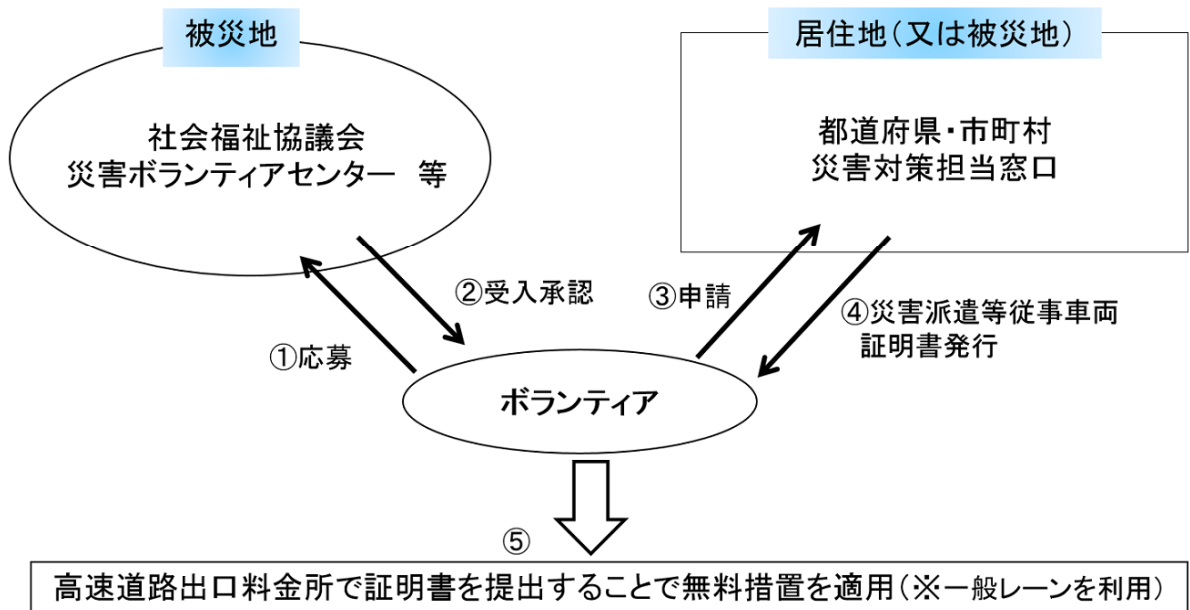 被災地
社会福祉協議会
災害ボランティアセンター　等
居住地(又は被災地)
都道府県・市町村
災害対策担当窓口
①応募
②受入承認
③申請
④災害派遣等従事車両
証明書発行
ボランティア
⑤
高速道路出口料金所で証明書を提出することで無料措置を適用(※一般レーンを利用)